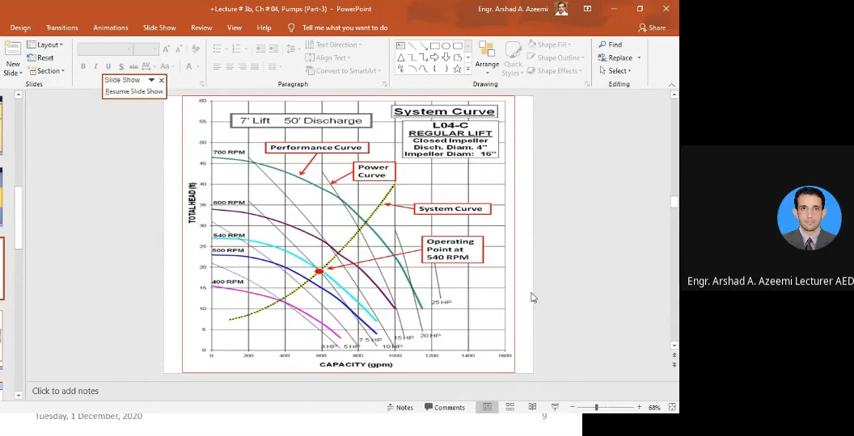 +Lecture # 3b, Ch # 04, Pumps (Part-3) - PowerPoint
Engr. Arshad A. Azeemi
Design Transitions Animations Slide Show Review View Help Tell me what you want to do
Share
New Slide
Layout
Reset
Section
Slides
B I U S abc AV Aa A
Text Direction
Align Text
Convert to SmartArt
Paragraph
Arrange
Quick Styles
Shape Fill
Shape Outline
Shape Effects
Drawing
Find
Replace
Select
Editing
Slide Show
Resume Slide Show
7' Lift 50' Discharge
System Curve
L04-C
REGULAR LIFT
Closed Impeller
Disch. Diam. 4"
Impeller Diam: 16"
Performance Curve
Power Curve
System Curve
Operating Point at 540 RPM
700 RPM
600 RPM
540 RPM
500 RPM
400 RPM
TOTAL HEAD (ft)
60
55
50
45
40
35
30
25
20
15
10
5
0
3 HP 5 HP 7.5 HP 10 HP 15 HP 20 HP 25 HP
0 200 400 600 800 1000 1200 1400 1600
CAPACITY (gpm)
Engr. Arshad A. Azeemi Lecturer AED
Click to add notes
Notes Comments 68%
Tuesday, 1 December, 2020 9